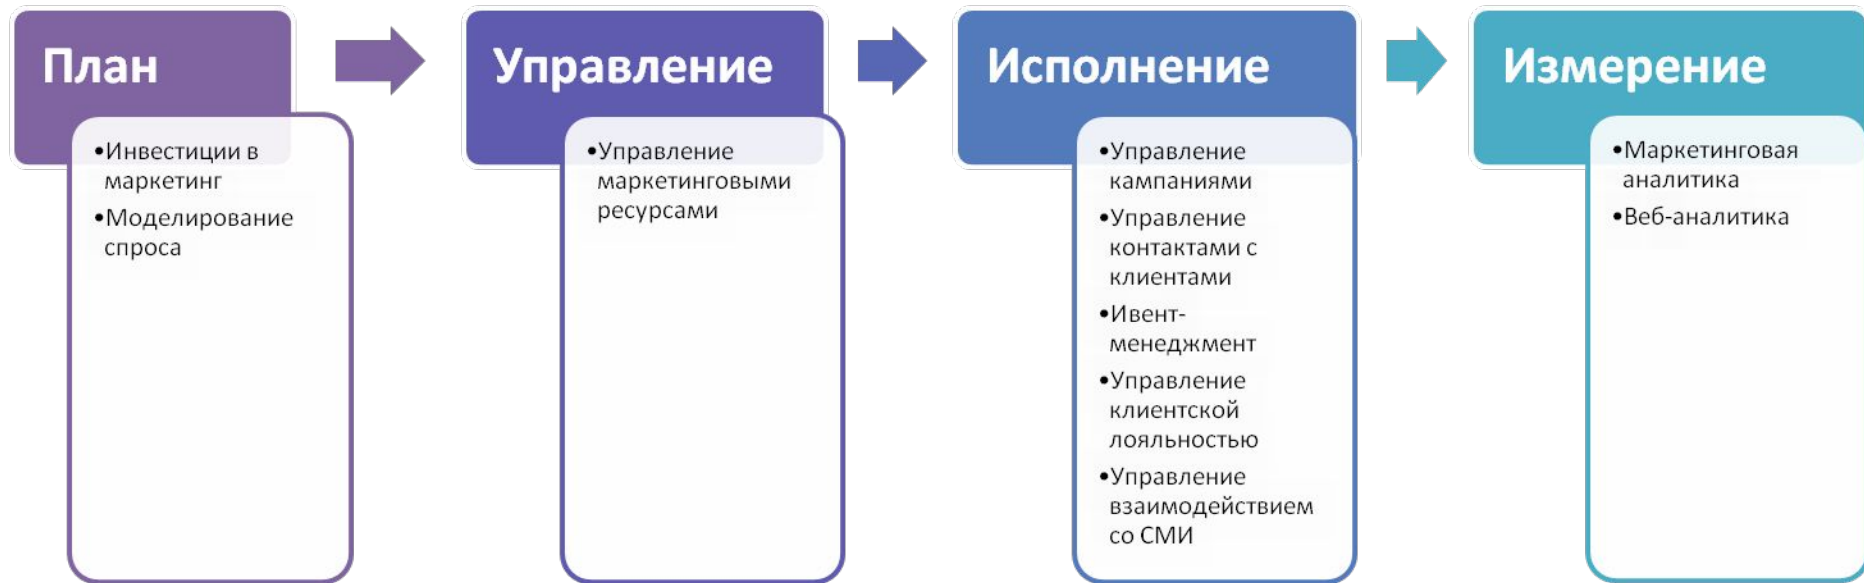 План
•Инвестиции в
маркетинг
•Моделирование
спроса
Управление
•Управление
маркетинговыми
ресурсами
Исполнение
•Управление
кампаниями
•Управление
контактами с
клиентами
•Ивент-
менеджмент
•Управление
клиентской
лояльностью
•Управление
взаимодействием
со СМИ
Измерение
•Маркетинговая
аналитика
•Веб-аналитика